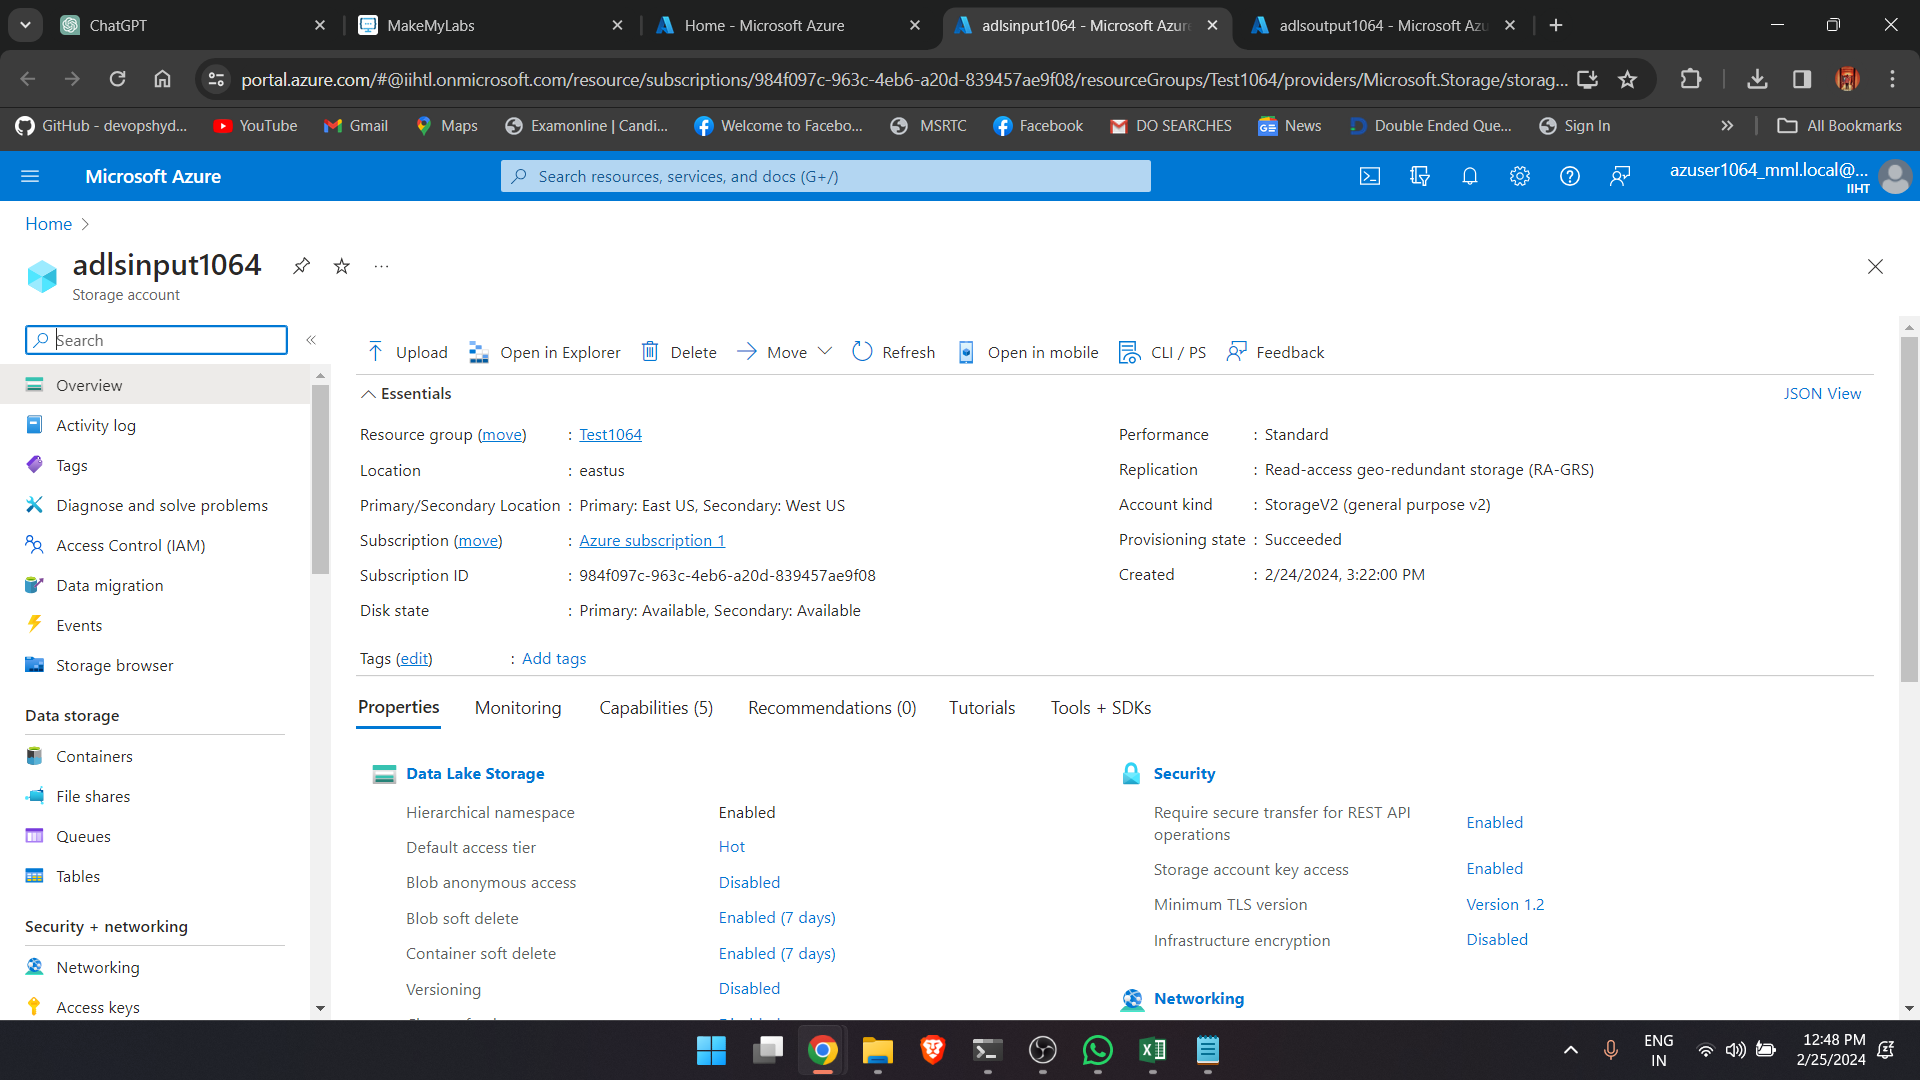 ChatGPT
MakeMyLabs
Home - Microsoft Azure
adlsinput1064 - Microsoft Azure
adlsoutput1064 - Microsoft Azu
portal.azure.com/#@iihtl.onmicrosoft.com/resource/subscriptions/984f097c-963c-4eb6-a20d-839457ae9f08/resourceGroups/Test1064/providers/Microsoft.Storage/storag...
GitHub - devopshyd...
YouTube
Gmail
Maps
Examonline | Candi...
Welcome to Facebo...
MSRTC
Facebook
DO SEARCHES
News
Double Ended Que...
Sign In
All Bookmarks
Microsoft Azure
Search resources, services, and docs (G+/)
azuser1064_mml.local@...
IIHT
Home
adlsinput1064
Storage account
Search
Overview
Activity log
Tags
Diagnose and solve problems
Access Control (IAM)
Data migration
Events
Storage browser
Data storage
Containers
File shares
Queues
Tables
Security + networking
Networking
Access keys
Upload
Open in Explorer
Delete
Move
Refresh
Open in mobile
CLI / PS
Feedback
Essentials
JSON View
Resource group (move) : Test1064
Location : eastus
Primary/Secondary Location : Primary: East US, Secondary: West US
Subscription (move) : Azure subscription 1
Subscription ID : 984f097c-963c-4eb6-a20d-839457ae9f08
Disk state : Primary: Available, Secondary: Available
Performance : Standard
Replication : Read-access geo-redundant storage (RA-GRS)
Account kind : StorageV2 (general purpose v2)
Provisioning state : Succeeded
Created : 2/24/2024, 3:22:00 PM
Tags (edit) : Add tags
Properties
Monitoring
Capabilities (5)
Recommendations (0)
Tutorials
Tools + SDKs
Data Lake Storage
Hierarchical namespace Enabled
Default access tier Hot
Blob anonymous access Disabled
Blob soft delete Enabled (7 days)
Container soft delete Enabled (7 days)
Versioning Disabled
Security
Require secure transfer for REST API
operations Enabled
Storage account key access Enabled
Minimum TLS version Version 1.2
Infrastructure encryption Disabled
Networking
ENG
IN
12:48 PM
2/25/2024